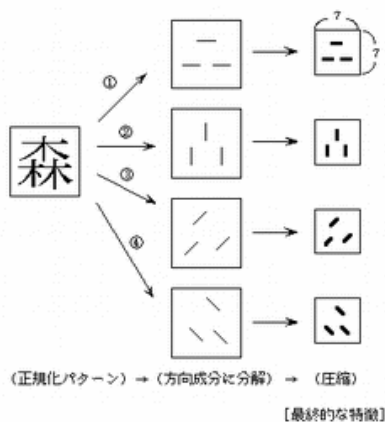 7
7
①
②
森
③
④
(正規化パターン) → (方向成分に分解) → (圧縮)
[最終的な特徴]